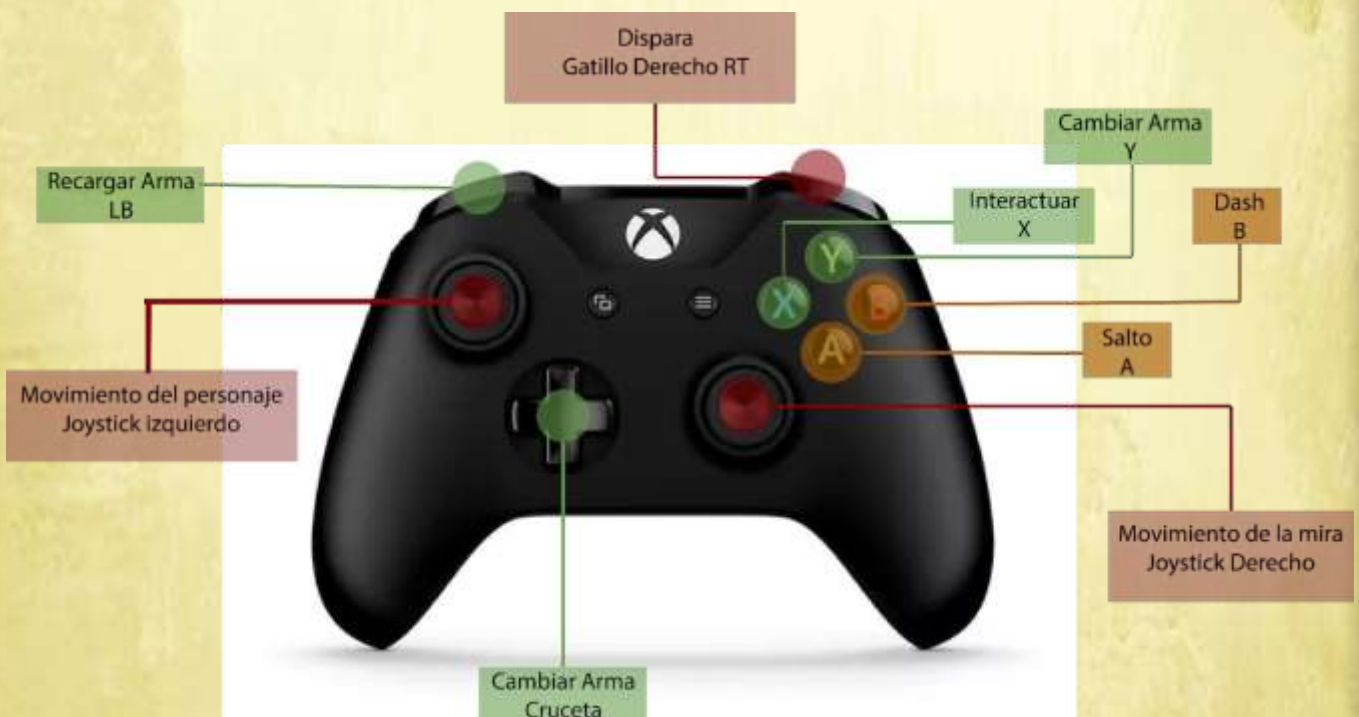 Dispara
Gatillo Derecho RT
Cambiar Arma
Y
Recargar Arma
LB
Interactuar
X
Dash
B
Y
X
B
A
Salto
A
Movimiento del personaje
Joystick izquierdo
Movimiento de la mira
Joystick Derecho
Cambiar Arma
Cruceta